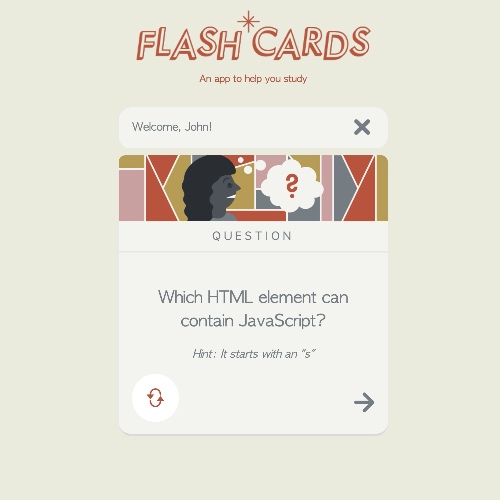 FLASH CARDS
An app to help you study
Welcome, John!
?
QUESTION
Which HTML element can
contain JavaScript?
Hint: It starts with an "s"